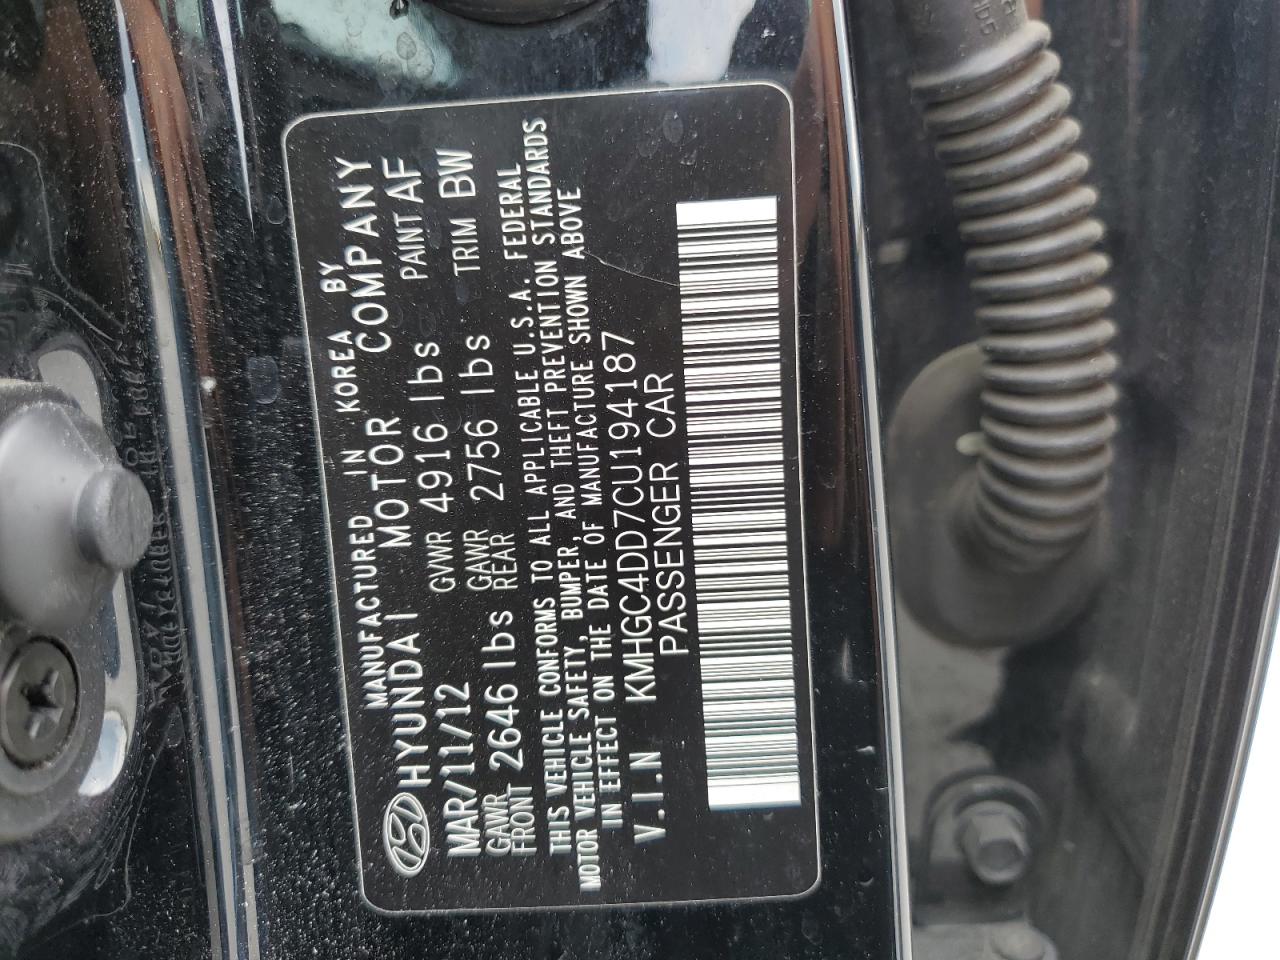 MANUFACTURED IN KOREA BY
HYUNDAI MOTOR COMPANY
MAR/11/12 GVWR 4916 lbs PAINT AF
GAWR FRONT 2646 lbs GAWR REAR 2756 lbs TRIM BW
THIS VEHICLE CONFORMS TO ALL APPLICABLE U.S.A. FEDERAL
MOTOR VEHICLE SAFETY, BUMPER, AND THEFT PREVENTION STANDARDS
IN EFFECT ON THE DATE OF MANUFACTURE SHOWN ABOVE
V.I.N KMHGC4DD7CU194187
PASSENGER CAR